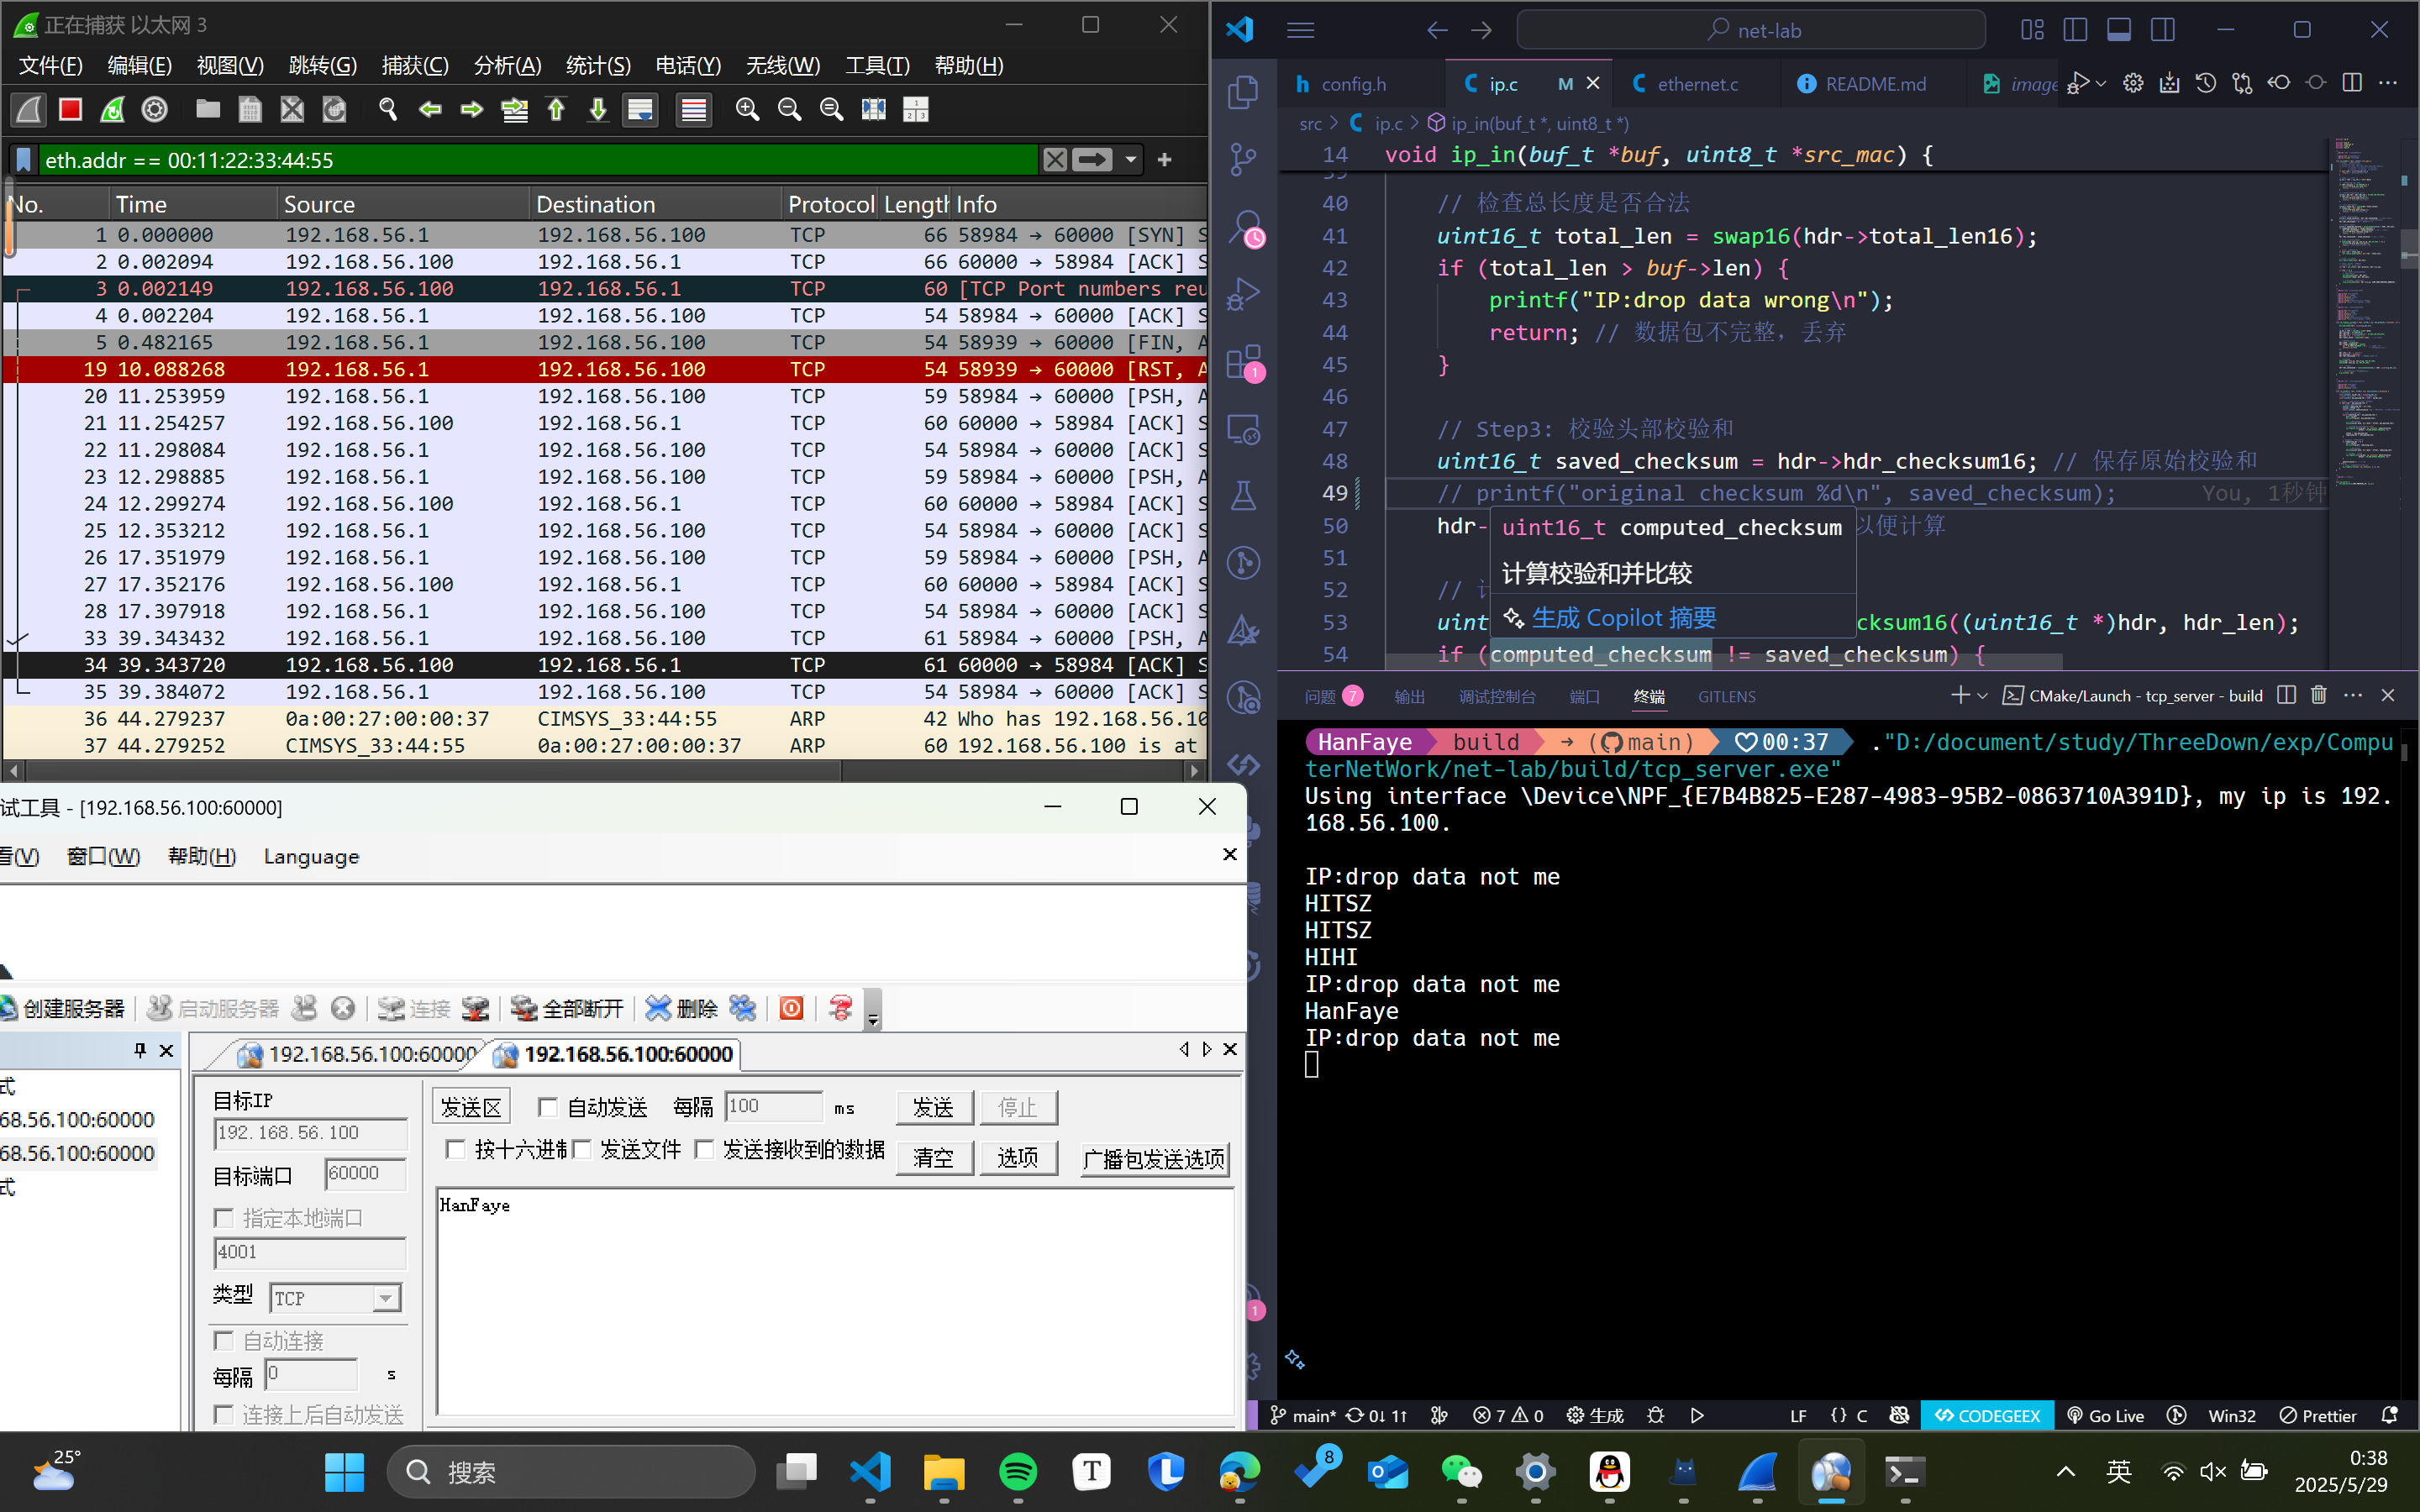 正在捕获 以太网 3
文件(F) 编辑(E) 视图(V) 跳转(G) 捕获(C) 分析(A) 统计(S) 电话(Y) 无线(W) 工具(T) 帮助(H)
eth.addr == 00:11:22:33:44:55
No. Time Source Destination Protocol Length Info
1 0.000000 192.168.56.1 192.168.56.100 TCP 66 58984 → 60000 [SYN] S
2 0.002094 192.168.56.100 192.168.56.1 TCP 66 60000 → 58984 [ACK] S
3 0.002149 192.168.56.100 192.168.56.1 TCP 60 [TCP Port numbers reu
4 0.002204 192.168.56.1 192.168.56.100 TCP 54 58984 → 60000 [ACK] S
5 0.482165 192.168.56.1 192.168.56.100 TCP 54 58939 → 60000 [FIN, A
19 10.088268 192.168.56.1 192.168.56.100 TCP 54 58939 → 60000 [RST, A
20 11.253959 192.168.56.1 192.168.56.100 TCP 59 58984 → 60000 [PSH, A
21 11.254257 192.168.56.100 192.168.56.1 TCP 60 60000 → 58984 [ACK] S
22 11.298084 192.168.56.1 192.168.56.100 TCP 54 58984 → 60000 [ACK] S
23 12.298885 192.168.56.1 192.168.56.100 TCP 59 58984 → 60000 [PSH, A
24 12.299274 192.168.56.100 192.168.56.1 TCP 60 60000 → 58984 [ACK] S
25 12.353212 192.168.56.1 192.168.56.100 TCP 54 58984 → 60000 [ACK] S
26 17.351979 192.168.56.1 192.168.56.100 TCP 59 58984 → 60000 [PSH, A
27 17.352176 192.168.56.100 192.168.56.1 TCP 60 60000 → 58984 [ACK] S
28 17.397918 192.168.56.1 192.168.56.100 TCP 54 58984 → 60000 [ACK] S
33 39.343432 192.168.56.1 192.168.56.100 TCP 61 58984 → 60000 [PSH, A
34 39.343720 192.168.56.100 192.168.56.1 TCP 61 60000 → 58984 [ACK] S
35 39.384072 192.168.56.1 192.168.56.100 TCP 54 58984 → 60000 [ACK] S
36 44.279237 0a:00:27:00:00:37 CIMSYS_33:44:55 ARP 42 Who has 192.168.56.10
37 44.279252 CIMSYS_33:44:55 0a:00:27:00:00:37 ARP 60 192.168.56.100 is at
试工具 - [192.168.56.100:60000]
看(V) 窗口(W) 帮助(H) Language
创建服务器 启动服务器 连接 全部断开 删除
式
68.56.100:60000
68.56.100:60000
式
192.168.56.100:60000 192.168.56.100:60000
目标IP
192.168.56.100
目标端口 60000
指定本地端口
4001
类型 TCP
自动连接
每隔 0 s
连接上后自动发送
发送区 自动发送 每隔 100 ms 发送 停止
按十六进制 发送文件 发送接收到的数据 清空 选项 广播包发送选项
HanFaye
net-lab
config.h ip.c M ethernet.c README.md image
src > ip.c > ip_in(buf_t *, uint8_t *)
14 void ip_in(buf_t *buf, uint8_t *src_mac) {
39
40 // 检查总长度是否合法
41 uint16_t total_len = swap16(hdr->total_len16);
42 if (total_len > buf->len) {
43 printf("IP:drop data wrong\n");
44 return; // 数据包不完整，丢弃
45 }
46
47 // Step3: 校验头部校验和
48 uint16_t saved_checksum = hdr->hdr_checksum16; // 保存原始校验和
49 // printf("original checksum %d\n", saved_checksum); You, 1秒钟
50 hdr- 以便计算
51
52 // 计
53 uint cksum16((uint16_t *)hdr, hdr_len);
54 if (computed_checksum != saved_checksum) {
uint16_t computed_checksum
计算校验和并比较
生成 Copilot 摘要
问题 7 输出 调试控制台 端口 终端 GITLENS CMake/Launch - tcp_server - build
HanFaye build → (main) 00:37 ."D:/document/study/ThreeDown/exp/Compu
terNetWork/net-lab/build/tcp_server.exe"
Using interface \Device\NPF_{E7B4B825-E287-4983-95B2-0863710A391D}, my ip is 192.
168.56.100.
IP:drop data not me
HITSZ
HITSZ
HIHI
IP:drop data not me
HanFaye
IP:drop data not me
1
1
main* 0↓ 1↑ 7 0 生成 LF {} C CODEGEEX Go Live Win32 Prettier
25°
搜索
T
8
英
0:38
2025/5/29